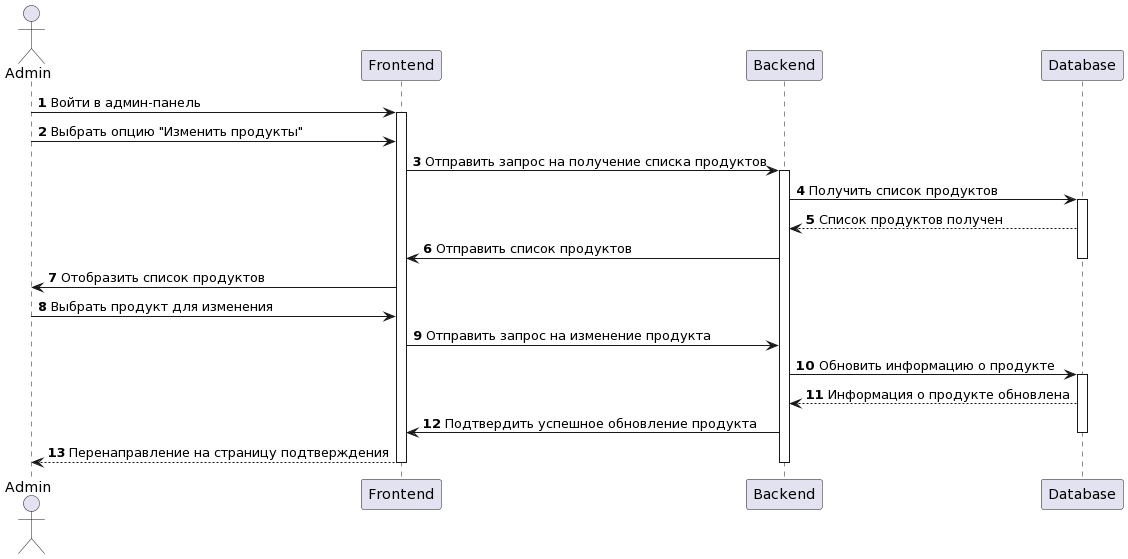 Admin
Frontend
Backend
Database
1 Войти в админ-панель
2 Выбрать опцию "Изменить продукты"
3 Отправить запрос на получение списка продуктов
4 Получить список продуктов
5 Список продуктов получен
6 Отправить список продуктов
7 Отобразить список продуктов
8 Выбрать продукт для изменения
9 Отправить запрос на изменение продукта
10 Обновить информацию о продукте
11 Информация о продукте обновлена
12 Подтвердить успешное обновление продукта
13 Перенаправление на страницу подтверждения
Admin
Frontend
Backend
Database